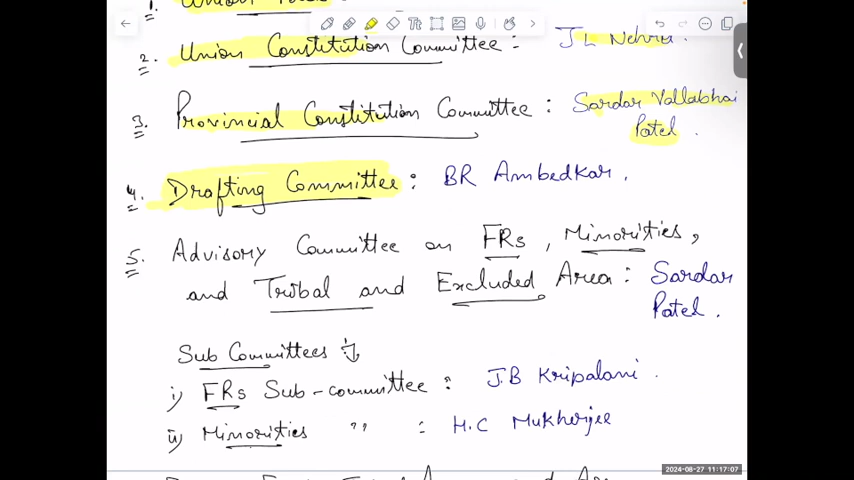 1.
2. Union Constitution Committee : J L Nehru.
3. Provincial Constitution Committee : Sardar Vallabhai
Patel.
4. Drafting Committee : BR Ambedkar.
5. Advisory Committee on FRs, Minorities,
and Tribal and Excluded Area : Sardar
Patel.
Sub Committees
i) FRs Sub-committee : J.B Kripalani.
ii) Minorities " : H.C Mukherjee
2024-08-27 11:17:07